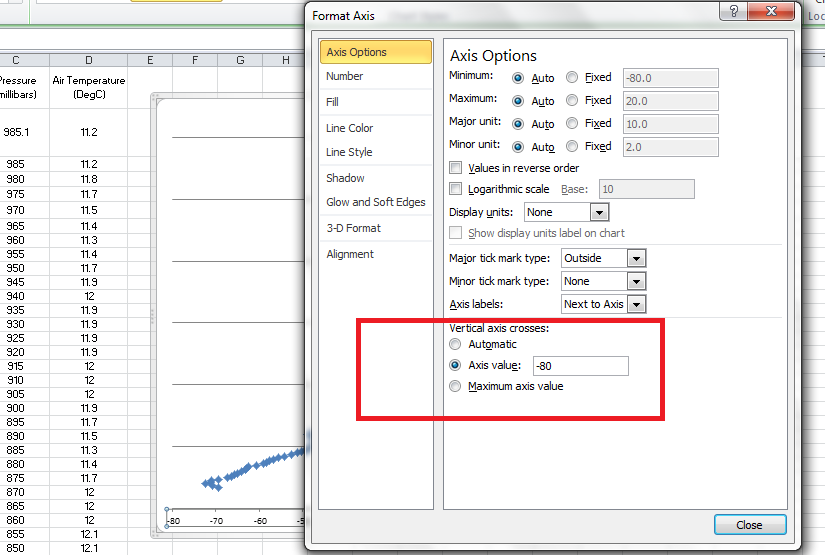 Format Axis
?
Loc
C D E F G H
Pressure Air Temperature
millibars) (DegC)
985.1 11.2
985 11.2
980 11.8
975 11.7
970 11.5
965 11.4
960 11.3
955 11.4
950 11.7
945 11.9
940 12
935 11.9
930 11.9
925 11.9
920 11.9
915 12
910 12
905 12
900 11.9
895 11.7
890 11.5
885 11.3
880 11.4
875 11.7
870 12
865 12
860 12
855 12.1
850 12.1
-80 -70 -60
Axis Options
Number
Fill
Line Color
Line Style
Shadow
Glow and Soft Edges
3-D Format
Alignment
Axis Options
Minimum: Auto Fixed -80.0
Maximum: Auto Fixed 20.0
Major unit: Auto Fixed 10.0
Minor unit: Auto Fixed 2.0
Values in reverse order
Logarithmic scale Base: 10
Display units: None
Show display units label on chart
Major tick mark type: Outside
Minor tick mark type: None
Axis labels: Next to Axis
Vertical axis crosses:
Automatic
Axis value: -80
Maximum axis value
Close